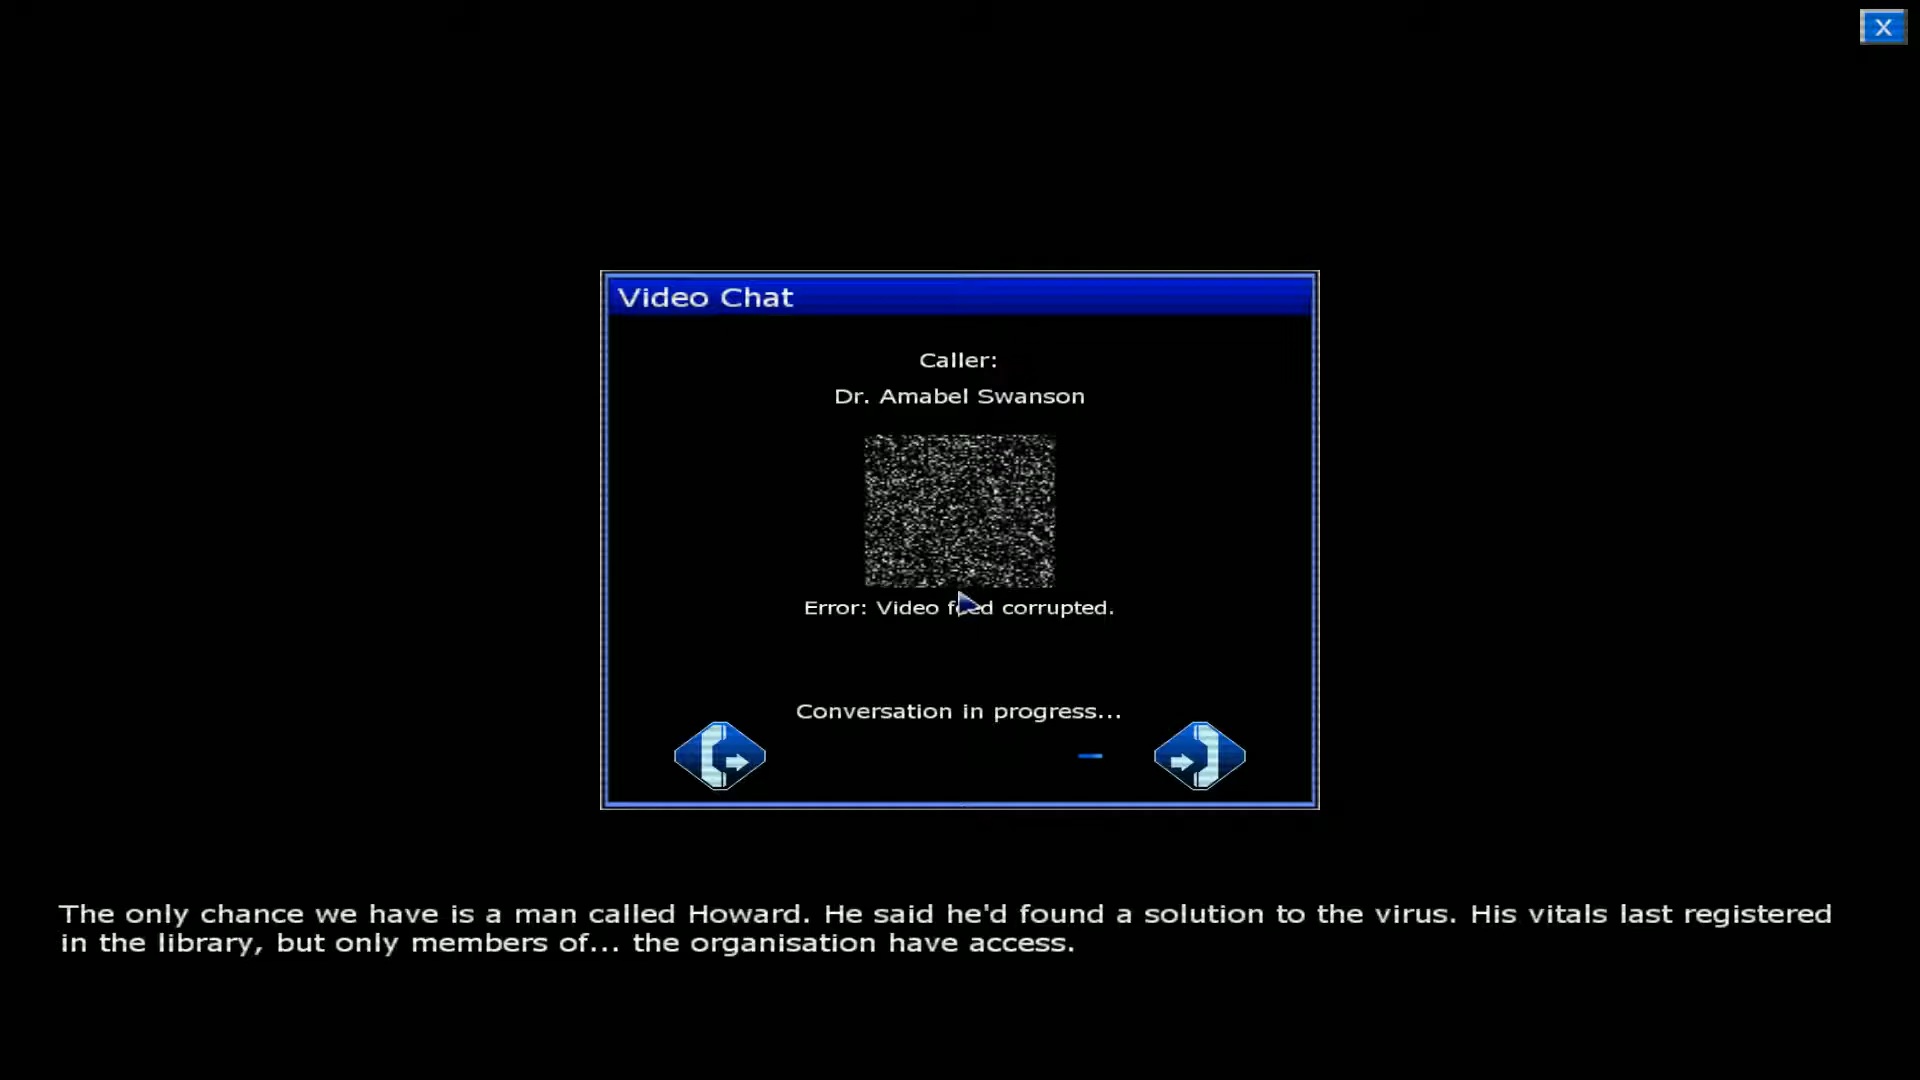 X
Video Chat
Caller:
Dr. Amabel Swanson
Error: Video feed corrupted.
Conversation in progress...
The only chance we have is a man called Howard. He said he'd found a solution to the virus. His vitals last registered
in the library, but only members of... the organisation have access.